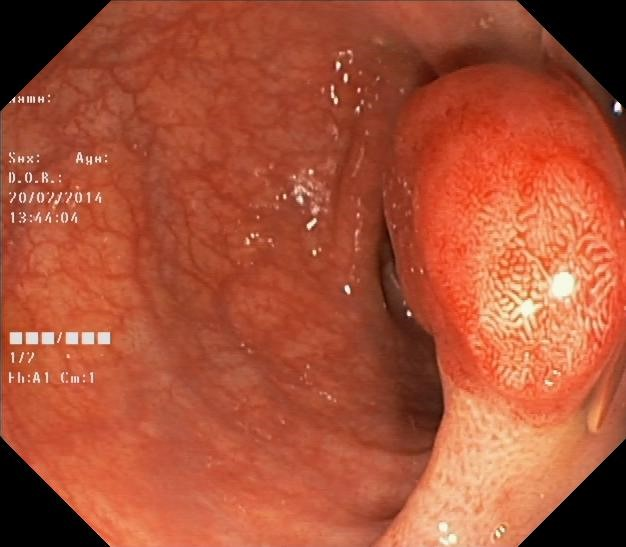 Name:
Sex: Age:
D.O.B.:
20/02/2014
13:44:04
■■■/■■■
1/2
Eh:A1 Cm:1